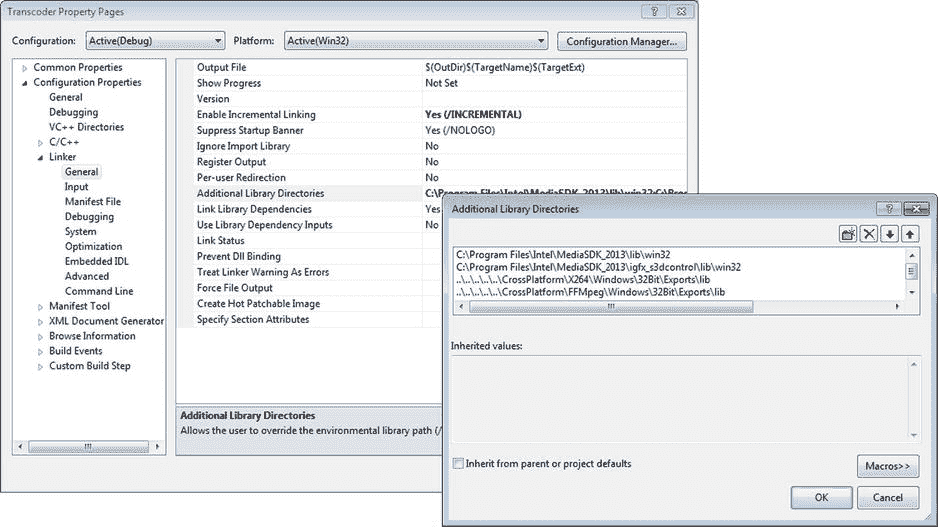 Transcoder Property Pages
Configuration: Active(Debug) Platform: Active(Win32) Configuration Manager...
Common Properties
Configuration Properties
General
Debugging
VC++ Directories
C/C++
Linker
General
Input
Manifest File
Debugging
System
Optimization
Embedded IDL
Advanced
Command Line
Manifest Tool
XML Document Generator
Browse Information
Build Events
Custom Build Step
Output File $(OutDir)$(TargetName)$(TargetExt)
Show Progress Not Set
Version
Enable Incremental Linking Yes (/INCREMENTAL)
Suppress Startup Banner Yes (/NOLOGO)
Ignore Import Library No
Register Output No
Per-user Redirection No
Additional Library Directories C:\Program Files\Intel\MediaSDK_2013\lib\win32;C:\Pro
Link Library Dependencies Yes
Use Library Dependency Inputs No
Link Status
Prevent Dll Binding
Treat Linker Warning As Errors
Force File Output
Create Hot Patchable Image
Specify Section Attributes
Additional Library Directories
Allows the user to override the environmental library path (/
Additional Library Directories
C:\Program Files\Intel\MediaSDK_2013\lib\win32
C:\Program Files\Intel\MediaSDK_2013\igfx_s3dcontrol\lib\win32
..\..\..\..\..\CrossPlatform\X264\Windows\32Bit\Exports\lib
..\..\..\..\..\CrossPlatform\FFMpeg\Windows\32Bit\Exports\lib
Inherited values:
Inherit from parent or project defaults
Macros>>
OK Cancel